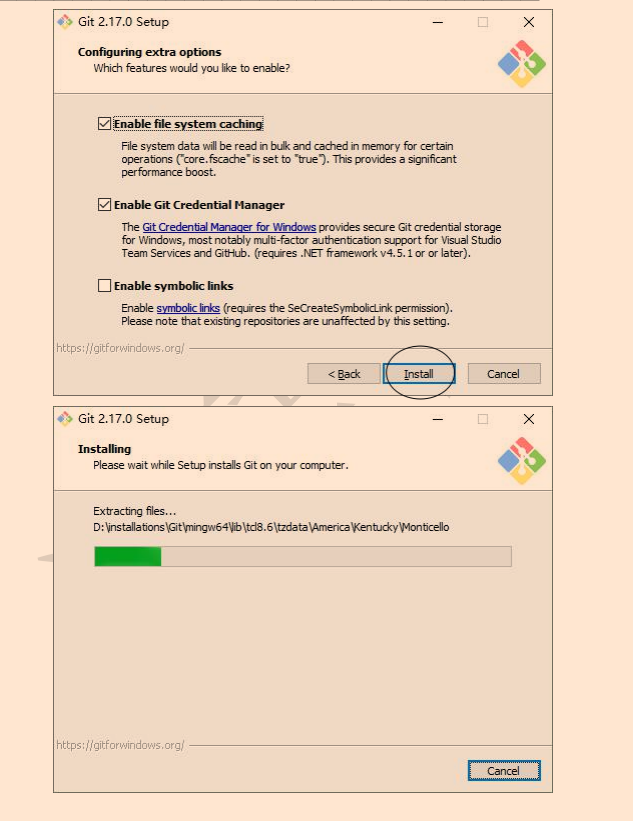 Git 2.17.0 Setup
Configuring extra options
Which features would you like to enable?
Enable file system caching
File system data will be read in bulk and cached in memory for certain
operations ("core.fscache" is set to "true"). This provides a significant
performance boost.
Enable Git Credential Manager
The Git Credential Manager for Windows provides secure Git credential storage
for Windows, most notably multi-factor authentication support for Visual Studio
Team Services and GitHub. (requires .NET framework v4.5.1 or or later).
Enable symbolic links
Enable symbolic links (requires the SeCreateSymbolicLink permission).
Please note that existing repositories are unaffected by this setting.
https://gitforwindows.org/
< Back Install Cancel
Git 2.17.0 Setup
Installing
Please wait while Setup installs Git on your computer.
Extracting files...
D:\installations\Git\mingw64\lib\tcl8.6\tzdata\America\Kentucky\Monticello
https://gitforwindows.org/
Cancel